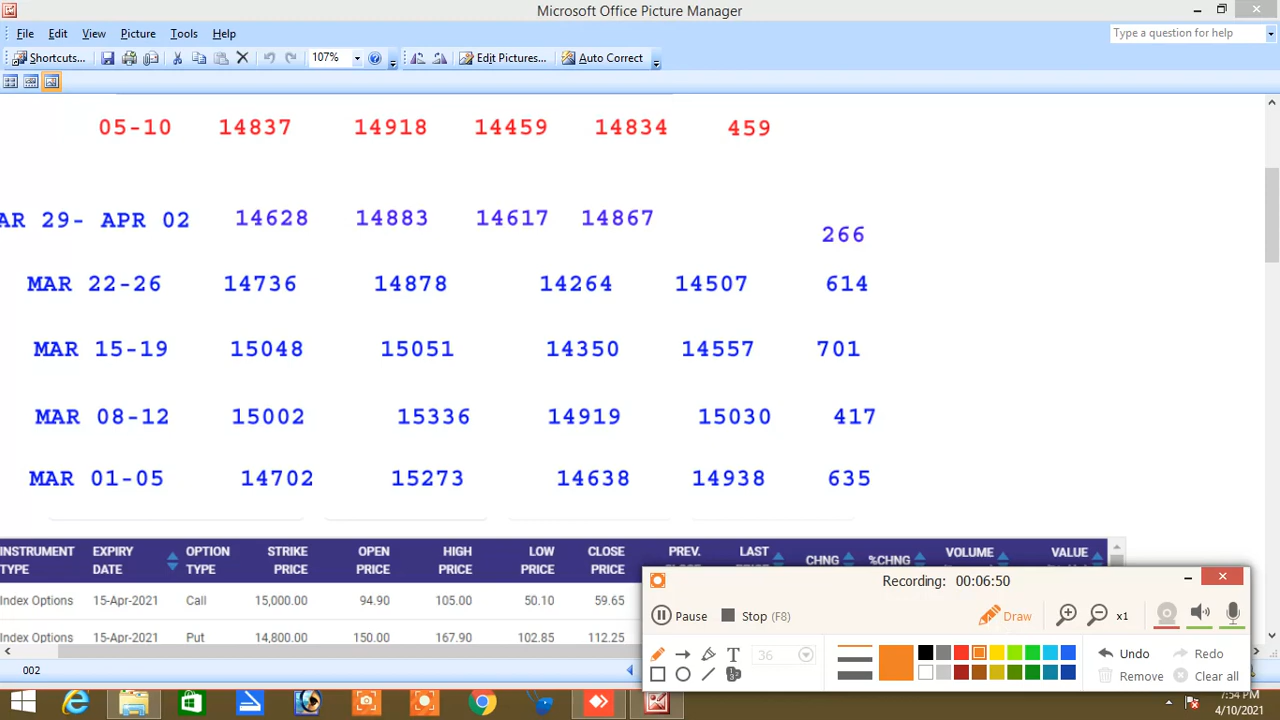 Microsoft Office Picture Manager
File Edit View Picture Tools Help
Type a question for help
Shortcuts... 107% Edit Pictures... Auto Correct
05-10 14837 14918 14459 14834 459
AR 29- APR 02 14628 14883 14617 14867
266
MAR 22-26 14736 14878 14264 14507 614
MAR 15-19 15048 15051 14350 14557 701
MAR 08-12 15002 15336 14919 15030 417
MAR 01-05 14702 15273 14638 14938 635
INSTRUMENT TYPE EXPIRY DATE OPTION TYPE STRIKE PRICE OPEN PRICE HIGH PRICE LOW PRICE CLOSE PRICE PREV. LAST CHNG %CHNG VOLUME VALUE
Index Options 15-Apr-2021 Call 15,000.00 94.90 105.00 50.10 59.65
Index Options 15-Apr-2021 Put 14,800.00 150.00 167.90 102.85 112.25
Recording: 00:06:50
Pause Stop (F8) Draw x1
T 36 Undo Redo
Undo Remove Clear all
002
7:54 PM
4/10/2021